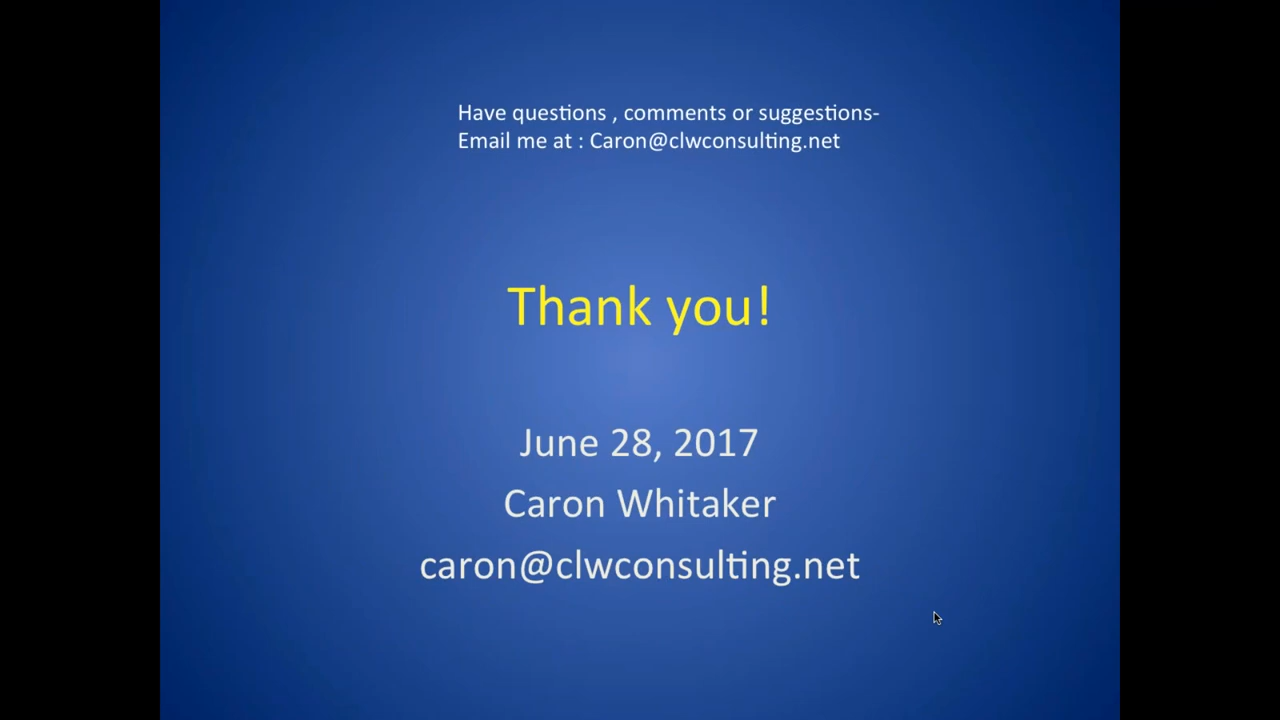 Have questions , comments or suggestions-
Email me at : Caron@clwconsulting.net
Thank you!
June 28, 2017
Caron Whitaker
caron@clwconsulting.net